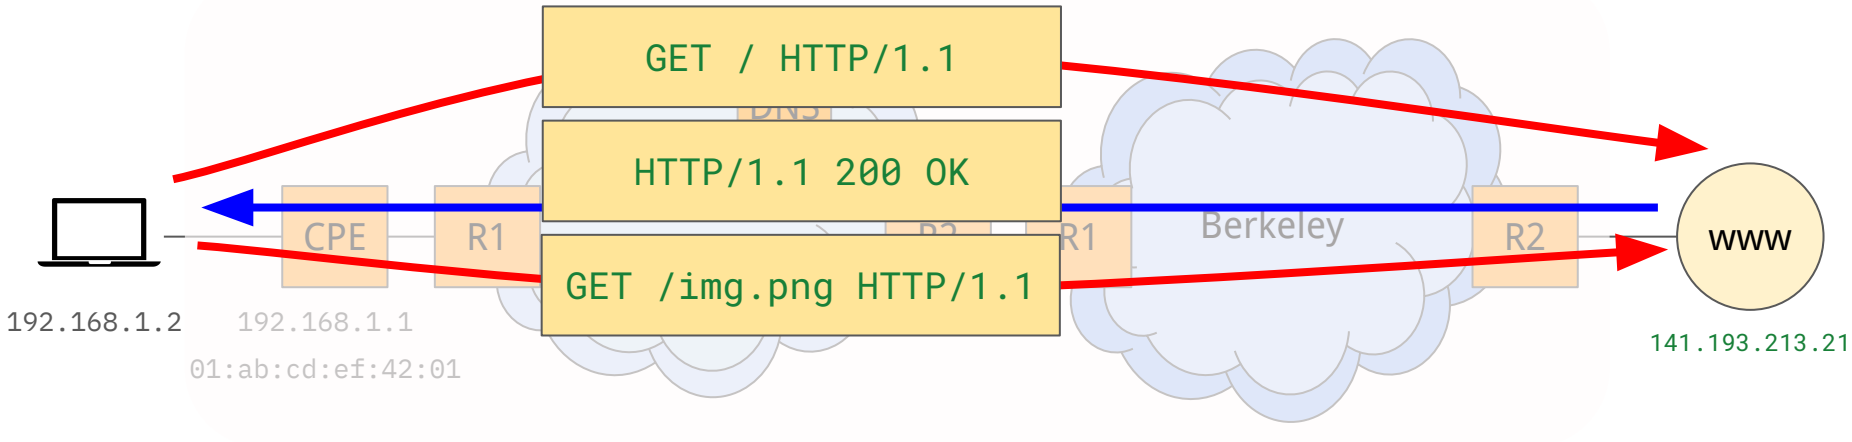 GET / HTTP/1.1
DNS
HTTP/1.1 200 OK
CPE
R1
R2
R1
Berkeley
R2
www
GET /img.png HTTP/1.1
192.168.1.2
192.168.1.1
141.193.213.21
01:ab:cd:ef:42:01